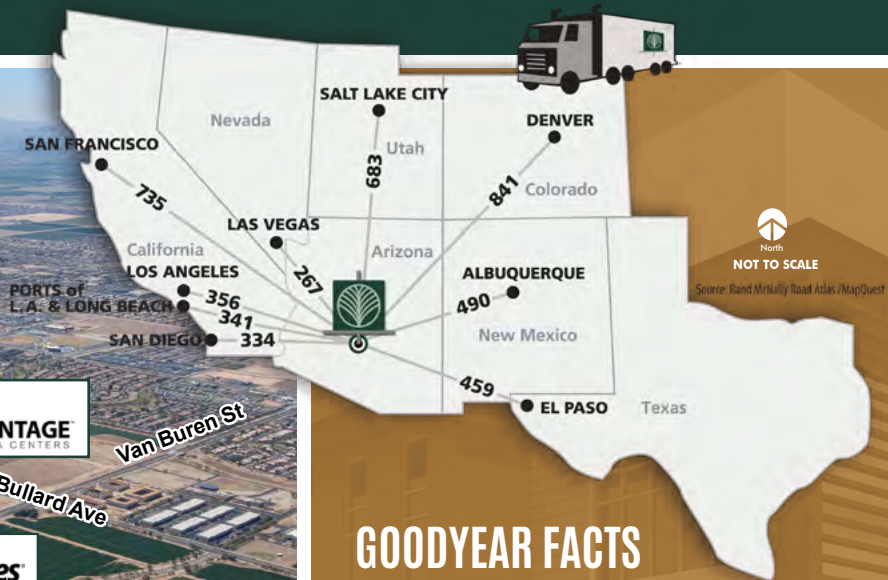 SALT LAKE CITY
DENVER
Nevada
Utah
SAN FRANCISCO
683
841
Colorado
735
LAS VEGAS
California
Arizona
LOS ANGELES
267
ALBUQUERQUE
PORTS of
L.A. & LONG BEACH
356
341
490
SAN DIEGO
334
New Mexico
459
EL PASO
Texas
North
NOT TO SCALE
Source: Rand McNally Road Atlas /MapQuest
NTAGE
CENTERS
Van Buren St
Bullard Ave
GOODYEAR FACTS